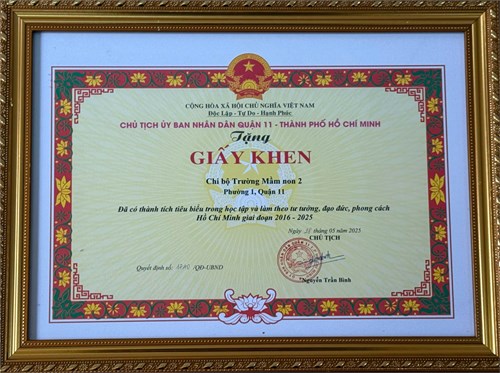 CỘNG HÒA XÃ HỘI CHỦ NGHĨA VIỆT NAM
Độc Lập - Tự Do - Hạnh Phúc
CHỦ TỊCH ỦY BAN NHÂN DÂN QUẬN 11 - THÀNH PHỐ HỒ CHÍ MINH
Tặng
GIẤY KHEN
Chi bộ Trường Mầm non 2
Phường 1, Quận 11
Đã có thành tích tiêu biểu trong học tập và làm theo tư tưởng, đạo đức, phong cách
Hồ Chí Minh giai đoạn 2016 - 2025
Ngày tháng 05 năm 2025
CHỦ TỊCH
Quyết định số /QĐ-UBND
Nguyễn Trần Bình